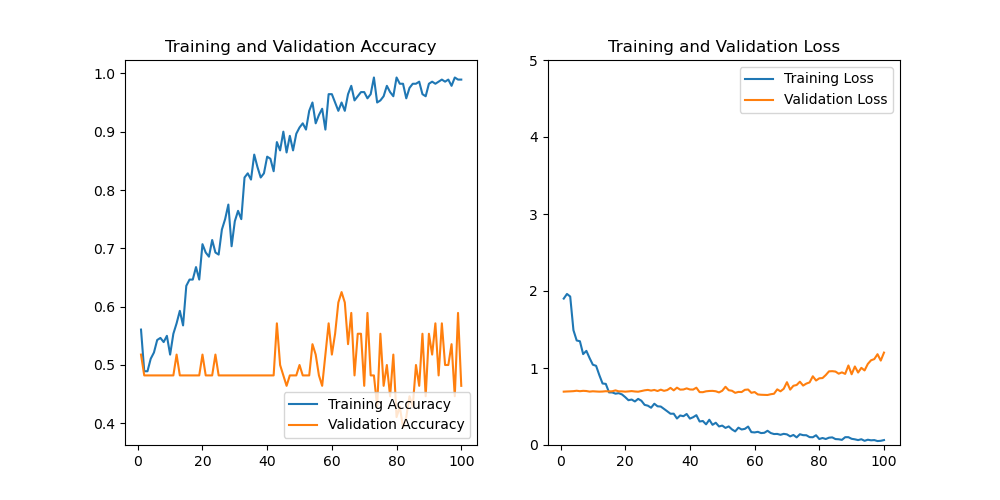 Training and Validation Accuracy
1.0
0.9
0.8
0.7
0.6
0.5
0.4
0 20 40 60 80 100
Training Accuracy
Validation Accuracy
Training and Validation Loss
5
4
3
2
1
0
0 20 40 60 80 100
Training Loss
Validation Loss